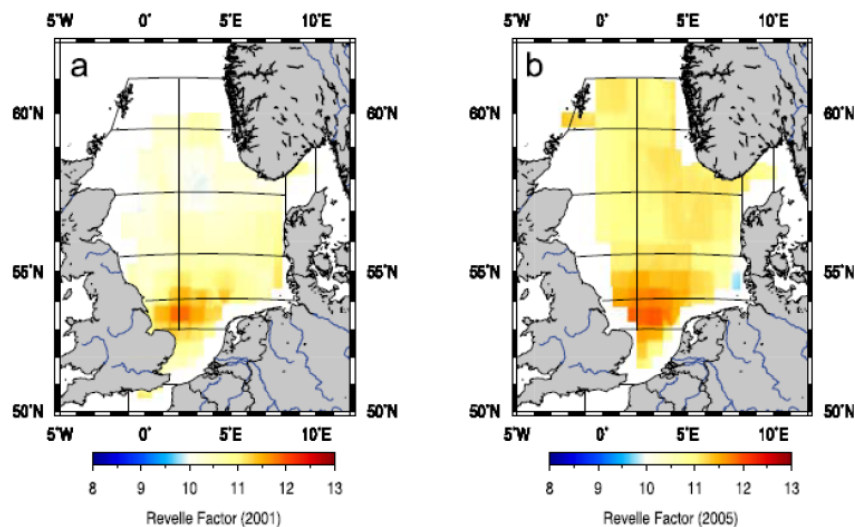 5˚W 0˚ 5˚E 10˚E 5˚W 0˚ 5˚E 10˚E
a b
60˚N 60˚N 60˚N
55˚N 55˚N 55˚N
50˚N 50˚N 50˚N
5˚W 0˚ 5˚E 10˚E 5˚W 0˚ 5˚E 10˚E
8 9 10 11 12 13 8 9 10 11 12 13
Revelle Factor (2001) Revelle Factor (2005)